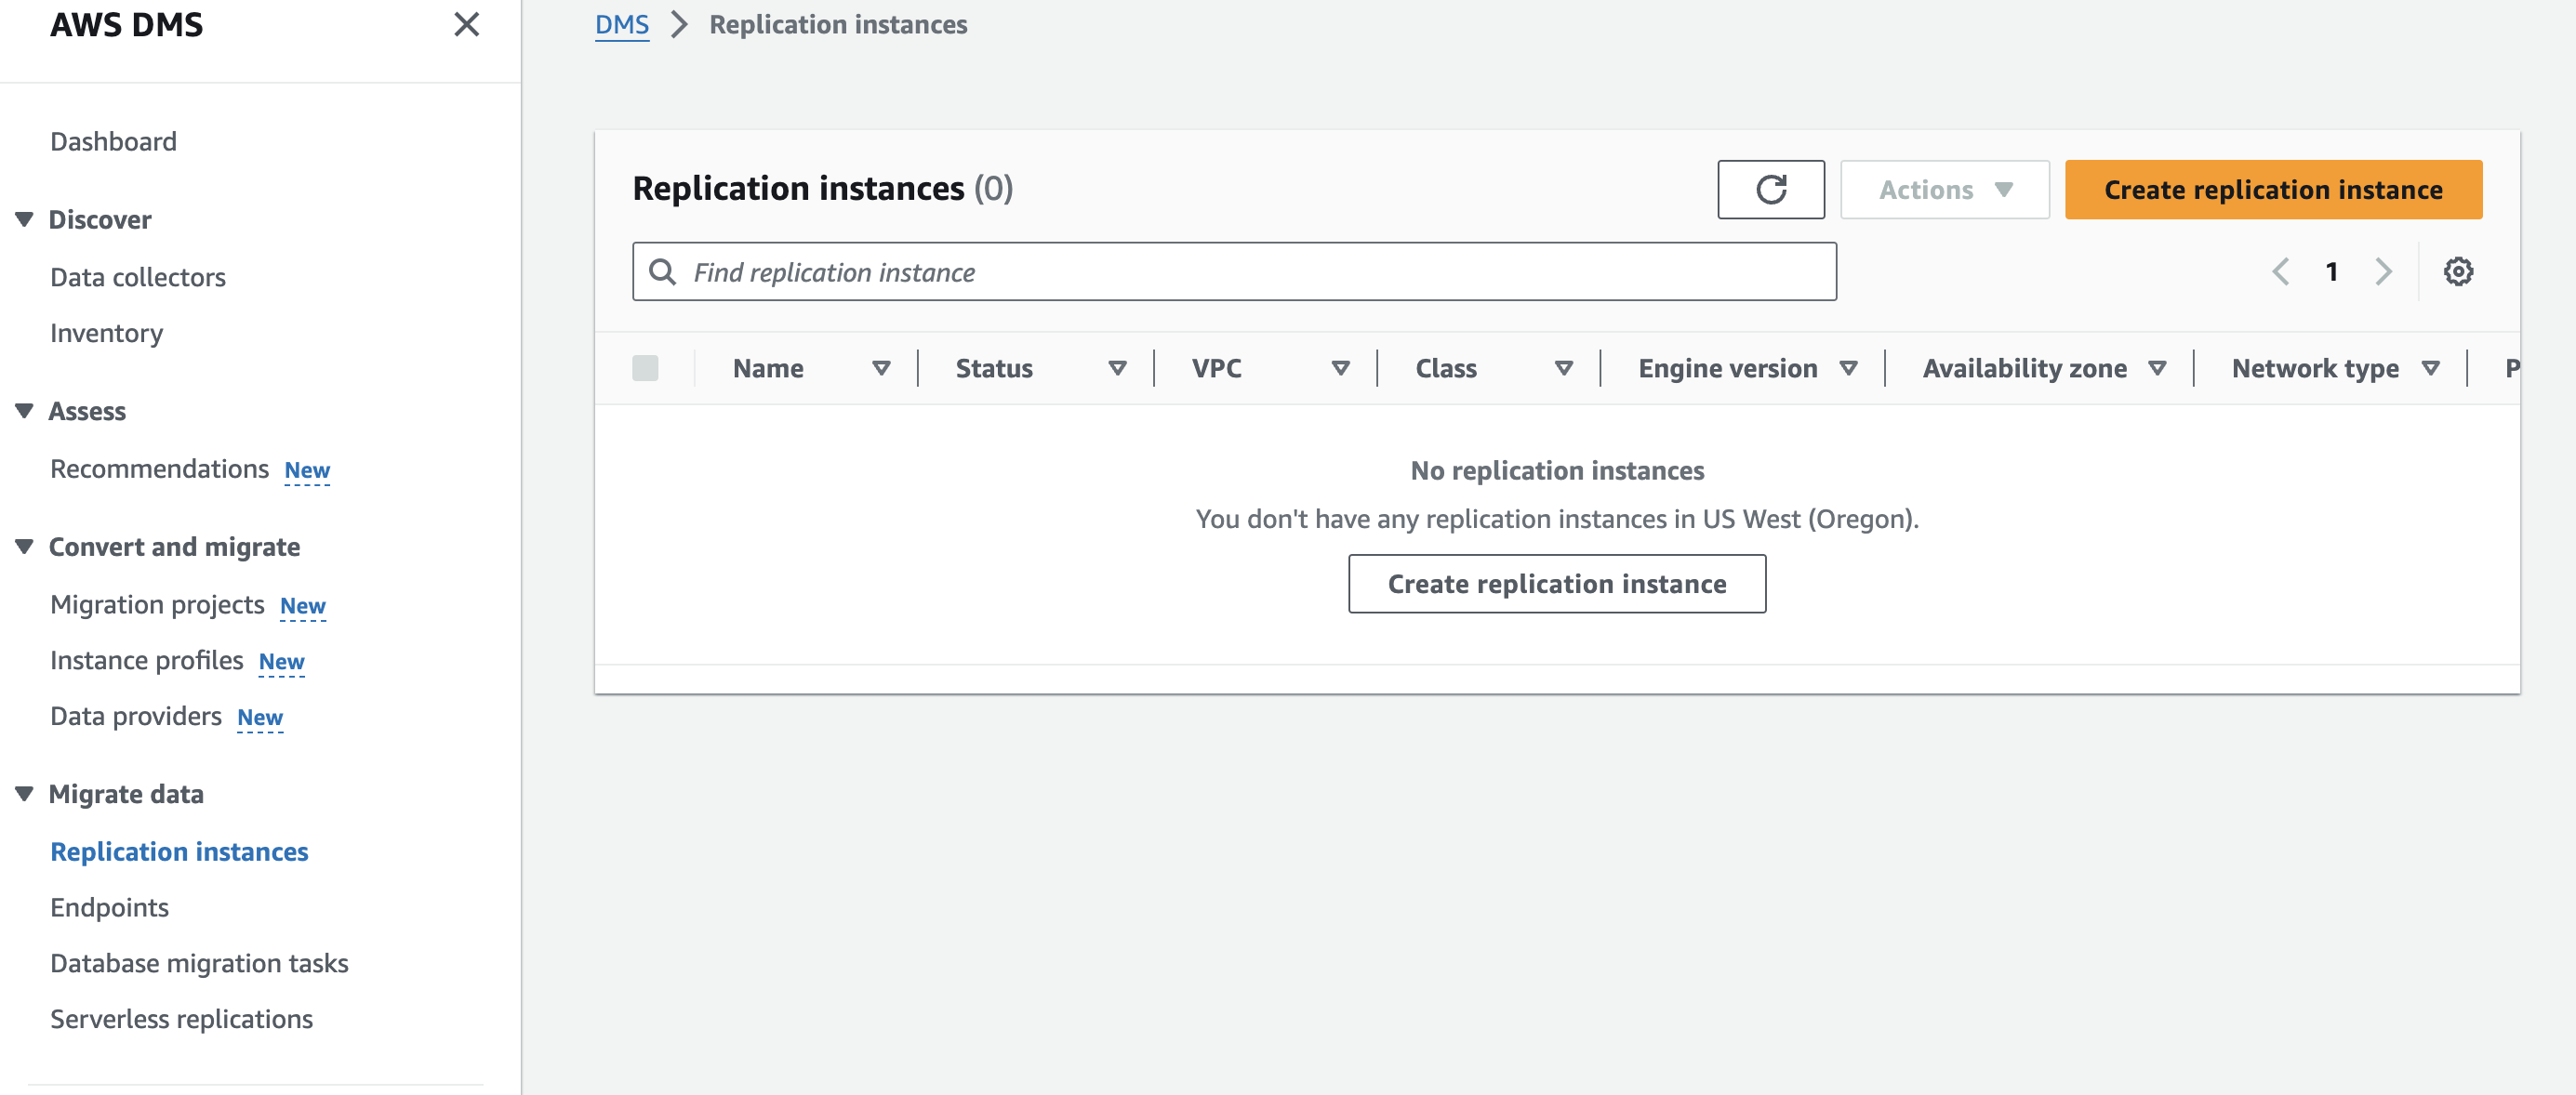 AWS DMS
Dashboard
Discover
Data collectors
Inventory
Assess
Recommendations New
Convert and migrate
Migration projects New
Instance profiles New
Data providers New
Migrate data
Replication instances
Endpoints
Database migration tasks
Serverless replications
DMS > Replication instances
Replication instances (0)
Actions
Create replication instance
Find replication instance
1
Name Status VPC Class Engine version Availability zone Network type P
No replication instances
You don't have any replication instances in US West (Oregon).
Create replication instance